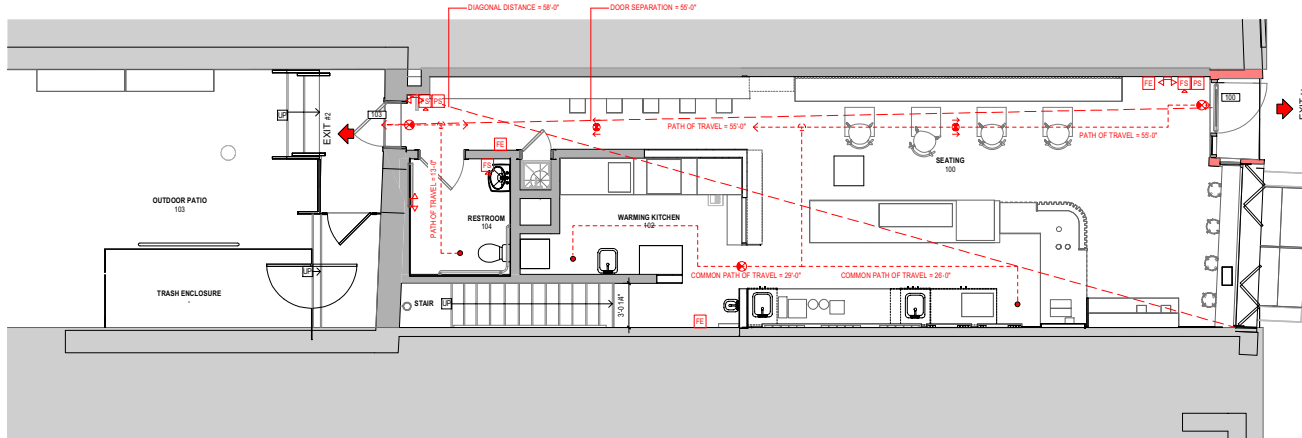 DIAGONAL DISTANCE = 58'-0"
DOOR SEPARATION = 55'-0"
FE
FS
PS
100
PS
103
UP
EXIT #2
PATH OF TRAVEL = 55'-0"
PATH OF TRAVEL = 55'-0"
FE
FS
SEATING
100
PATH OF TRAVEL = 13'-0"
OUTDOOR PATIO
103
RESTROOM
104
WARMING KITCHEN
102
COMMON PATH OF TRAVEL = 29'-0"
COMMON PATH OF TRAVEL = 26'-0"
UP
TRASH ENCLOSURE
-
STAIR
UP
3'-0 1/4"
FE